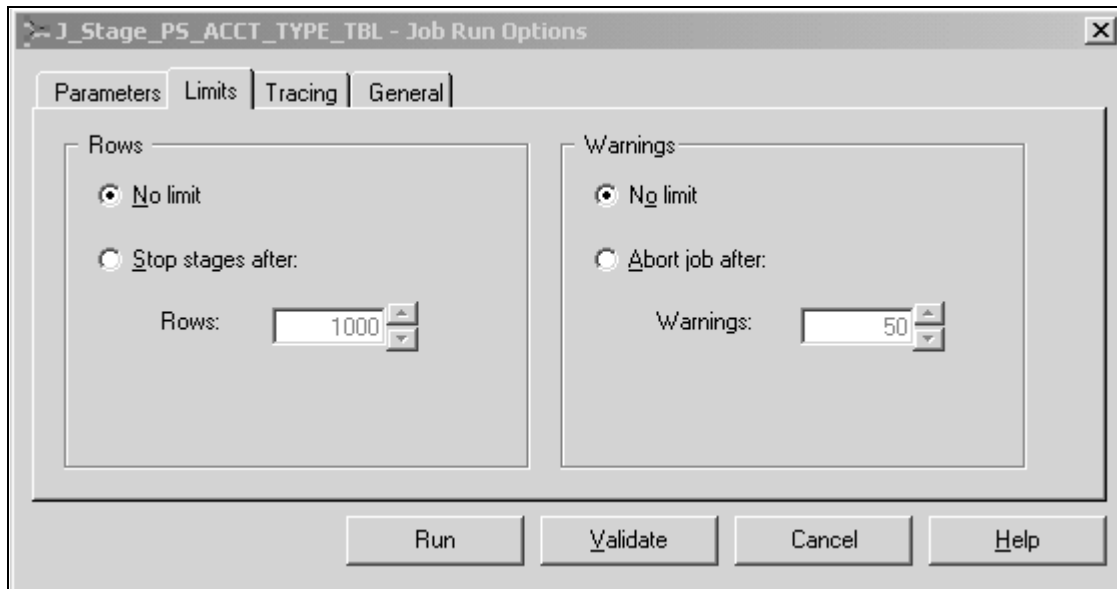 J_Stage_PS_ACCT_TYPE_TBL - Job Run Options
Parameters Limits Tracing General
Rows Warnings
No limit No limit
Stop stages after: Abort job after:
Rows: 1000 Warnings: 50
Run Validate Cancel Help